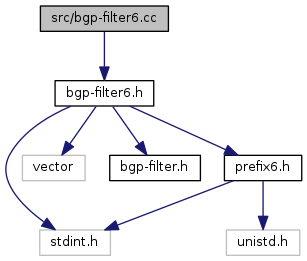 src/bgp-filter6.cc
bgp-filter6.h
vector
bgp-filter.h
prefix6.h
stdint.h
unistd.h